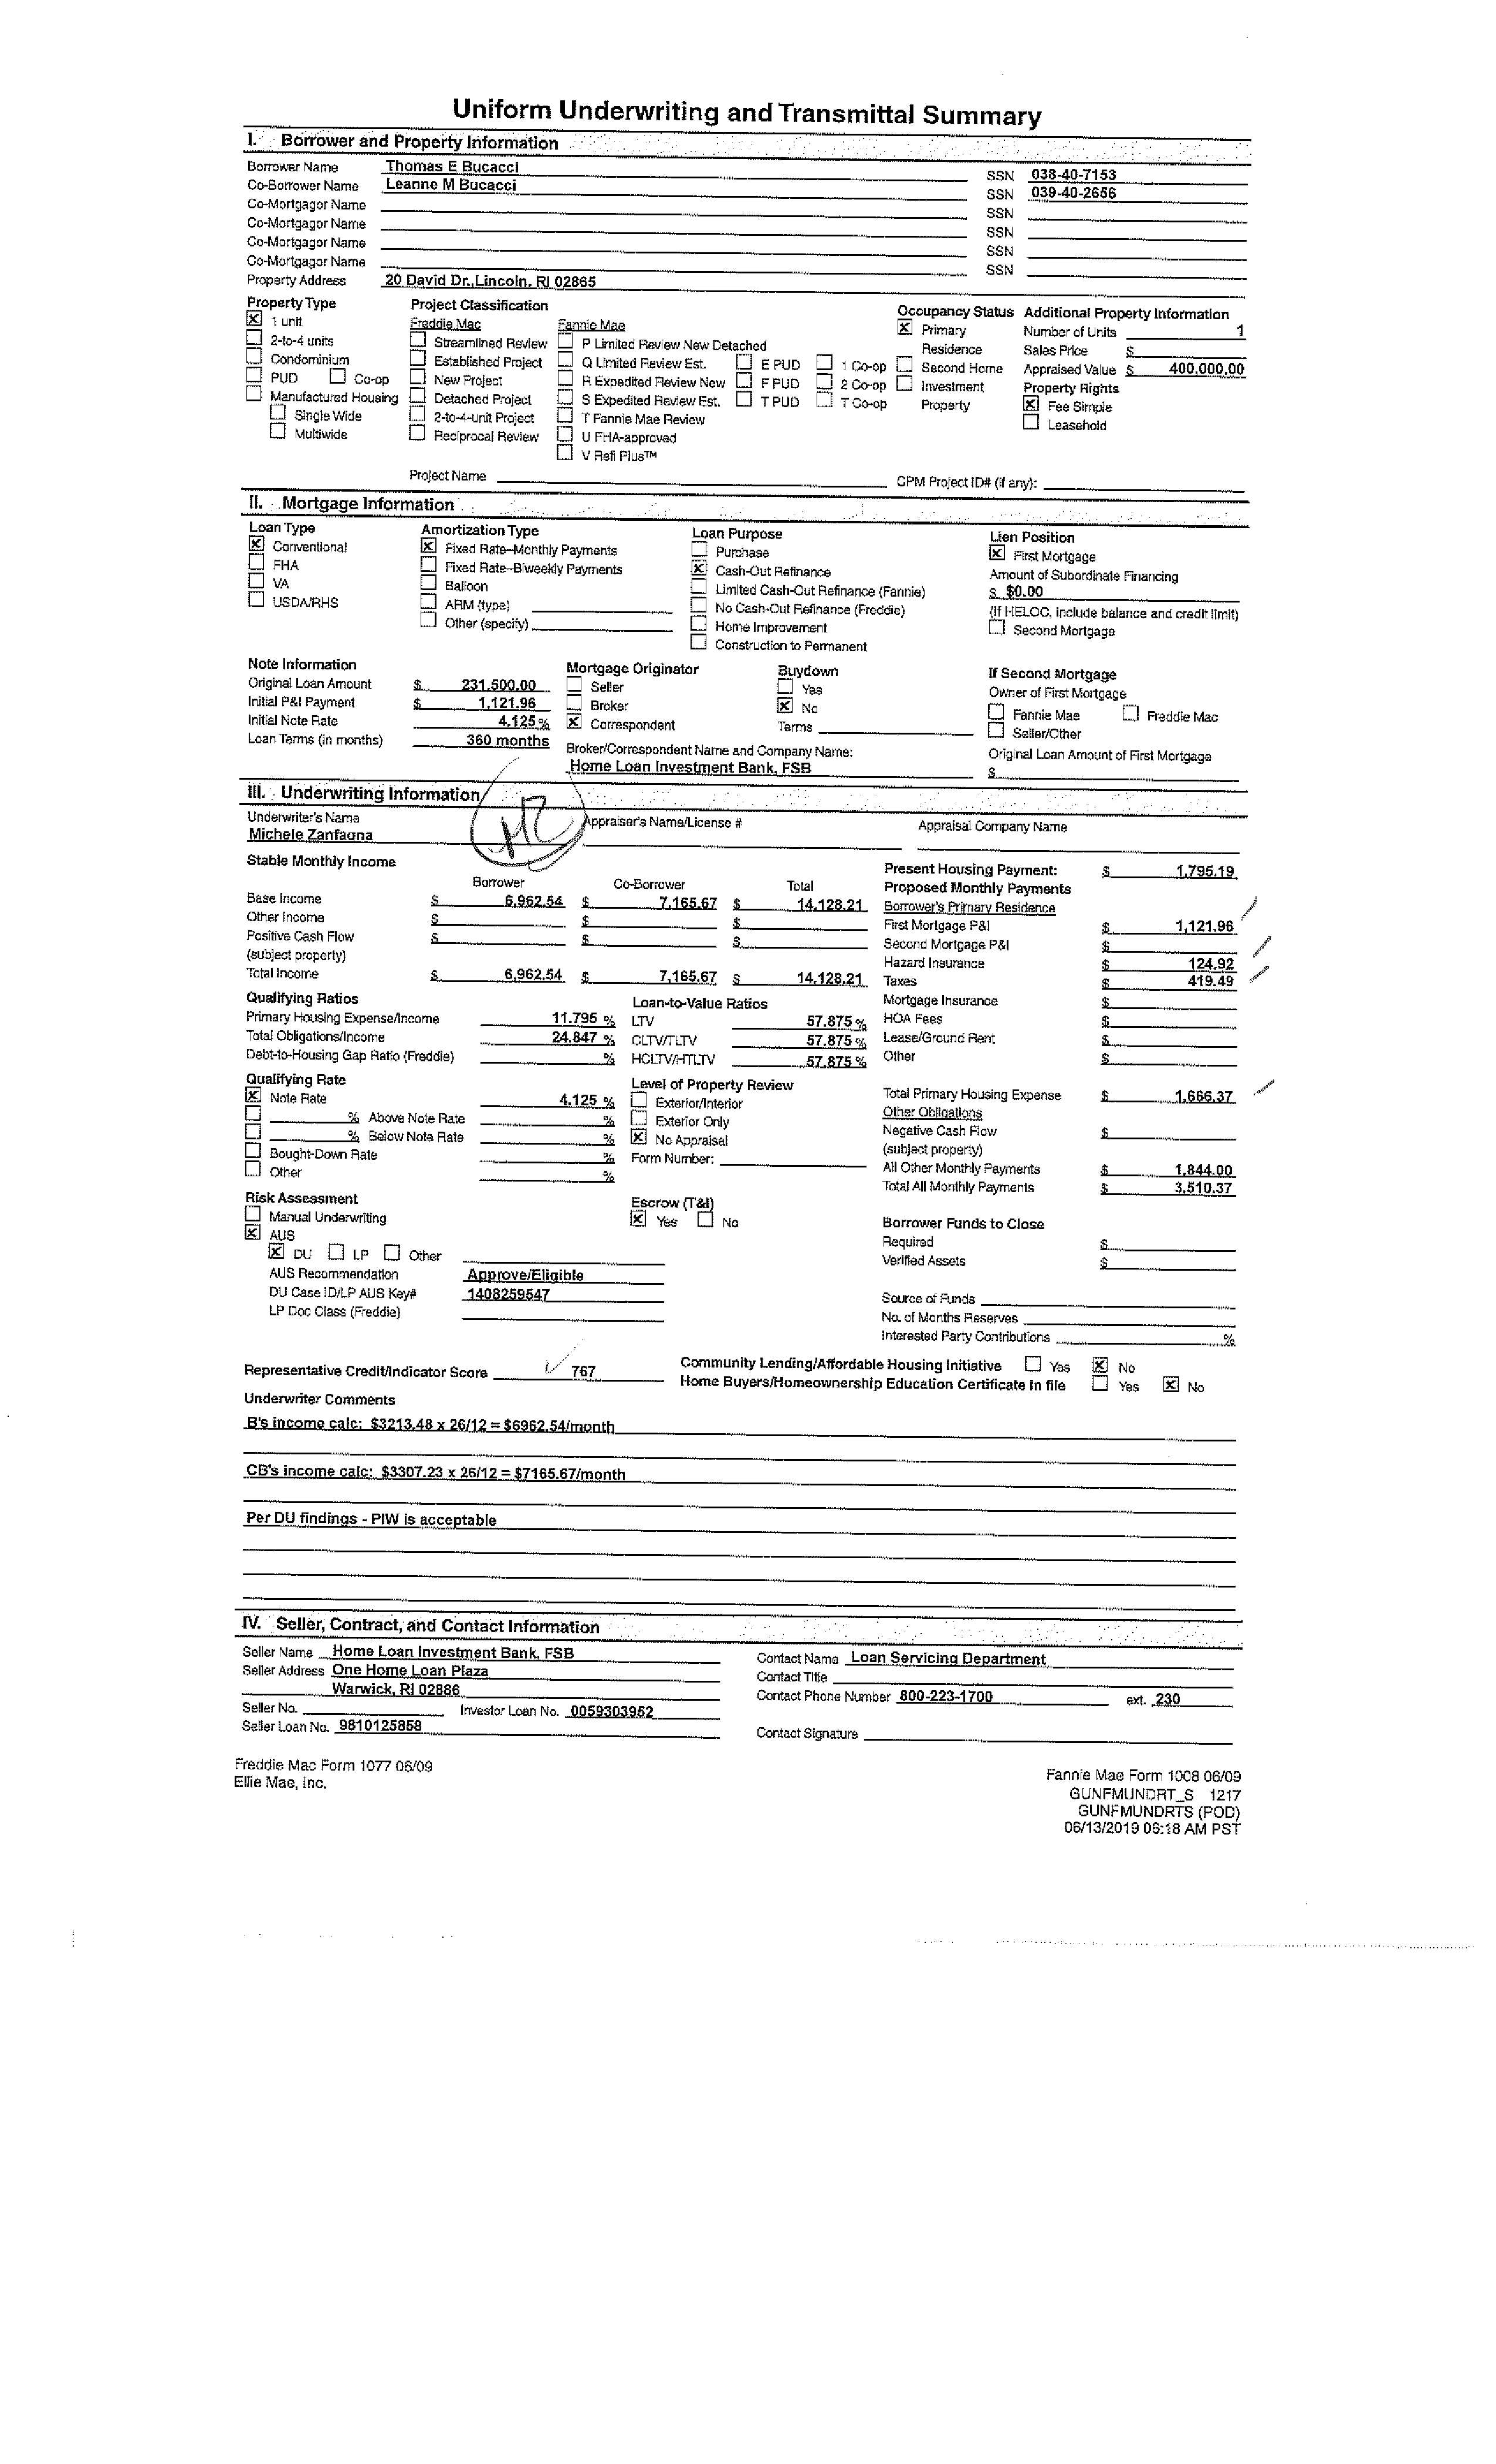 Uniform Underwriting and Transmittal Summary
I. Borrower and Property Information
Borrower Name Thomas E Bucacci SSN 038-40-7153
Co-Borrower Name Leanne M Bucacci SSN 039-40-2656
Co-Mortgagor Name SSN
Co-Mortgagor Name SSN
Co-Mortgagor Name SSN
Co-Mortgagor Name SSN
Property Address 20 David Dr.,Lincoln, RI 02865
Property Type Project Classification Occupancy Status Additional Property Information
1 unit Freddie Mac Fannie Mae Primary Number of Units 1
2-to-4 units Streamlined Review P Limited Review New Detached Residence Sales Price $
Condominium Established Project Q Limited Review Est. E PUD 1 Co-op Second Home Appraised Value $ 400,000.00
PUD Co-op New Project R Expedited Review New F PUD 2 Co-op Investment Property Rights
Manufactured Housing Detached Project S Expedited Review Est. T PUD T Co-op Property Fee Simple
Single Wide 2-to-4-unit Project T Fannie Mae Review Leasehold
Multiwide Reciprocal Review U FHA-approved
V Refi Plus™
Project Name CPM Project ID# (if any):
II. Mortgage Information
Loan Type Amortization Type Loan Purpose Lien Position
Conventional Fixed Rate–Monthly Payments Purchase First Mortgage
FHA Fixed Rate–Biweekly Payments Cash-Out Refinance Amount of Subordinate Financing
VA Balloon Limited Cash-Out Refinance (Fannie) $ $0.00
USDA/RHS ARM (type) No Cash-Out Refinance (Freddie) (If HELOC, include balance and credit limit)
Other (specify) Home Improvement Second Mortgage
Construction to Permanent
Note Information Mortgage Originator Buydown If Second Mortgage
Original Loan Amount $ 231,500.00 Seller Yes Owner of First Mortgage
Initial P&I Payment $ 1,121.96 Broker No Fannie Mae Freddie Mac
Initial Note Rate 4.125 % Correspondent Terms Seller/Other
Loan Terms (in months) 360 months Broker/Correspondent Name and Company Name: Original Loan Amount of First Mortgage
Home Loan Investment Bank, FSB $
III. Underwriting Information
Underwriter's Name Appraiser's Name/License # Appraisal Company Name
Michele Zanfagna
Stable Monthly Income Present Housing Payment: $ 1,795.19
Borrower Co-Borrower Total Proposed Monthly Payments
Base Income $ 6,962.54 $ 7,165.67 $ 14,128.21 Borrower's Primary Residence
Other Income $ $ $ First Mortgage P&I $ 1,121.96
Positive Cash Flow $ $ $ Second Mortgage P&I $
(subject property) Hazard Insurance $ 124.92
Total Income $ 6,962.54 $ 7,165.67 $ 14,128.21 Taxes $ 419.49
Qualifying Ratios Loan-to-Value Ratios Mortgage Insurance $
Primary Housing Expense/Income 11.795 % LTV 57.875 % HOA Fees $
Total Obligations/Income 24.847 % CLTV/TLTV 57.875 % Lease/Ground Rent $
Debt-to-Housing Gap Ratio (Freddie) % HCLTV/HTLTV 57.875 % Other $
Qualifying Rate Level of Property Review
Note Rate 4.125 % Exterior/Interior Total Primary Housing Expense $ 1,666.37
% Above Note Rate % Exterior Only Other Obligations
% Below Note Rate % No Appraisal Negative Cash Flow $
Bought-Down Rate % Form Number: (subject property)
Other % All Other Monthly Payments $ 1,844.00
Total All Monthly Payments $ 3,510.37
Risk Assessment Escrow (T&I)
Manual Underwriting Yes No Borrower Funds to Close
AUS Required $
DU LP Other Verified Assets $
AUS Recommendation Approve/Eligible
DU Case ID/LP AUS Key# 1408259547 Source of Funds
LP Doc Class (Freddie) No. of Months Reserves
Interested Party Contributions %
Representative Credit/Indicator Score 767 Community Lending/Affordable Housing Initiative Yes No
Home Buyers/Homeownership Education Certificate in file Yes No
Underwriter Comments
B's income calc: $3213.48 x 26/12 = $6962.54/month
CB's income calc: $3307.23 x 26/12 = $7165.67/month
Per DU findings - PIW is acceptable
IV. Seller, Contract, and Contact Information
Seller Name Home Loan Investment Bank, FSB Contact Name Loan Servicing Department
Seller Address One Home Loan Plaza Contact Title
Warwick, RI 02886 Contact Phone Number 800-223-1700 ext. 230
Seller No. Investor Loan No. 0059303952
Seller Loan No. 9810125858 Contact Signature
Freddie Mac Form 1077 06/09 Fannie Mae Form 1008 06/09
Ellie Mae, Inc. GUNFMUNDRT_S 1217
GUNFMUNDRTS (POD)
06/13/2019 06:18 AM PST